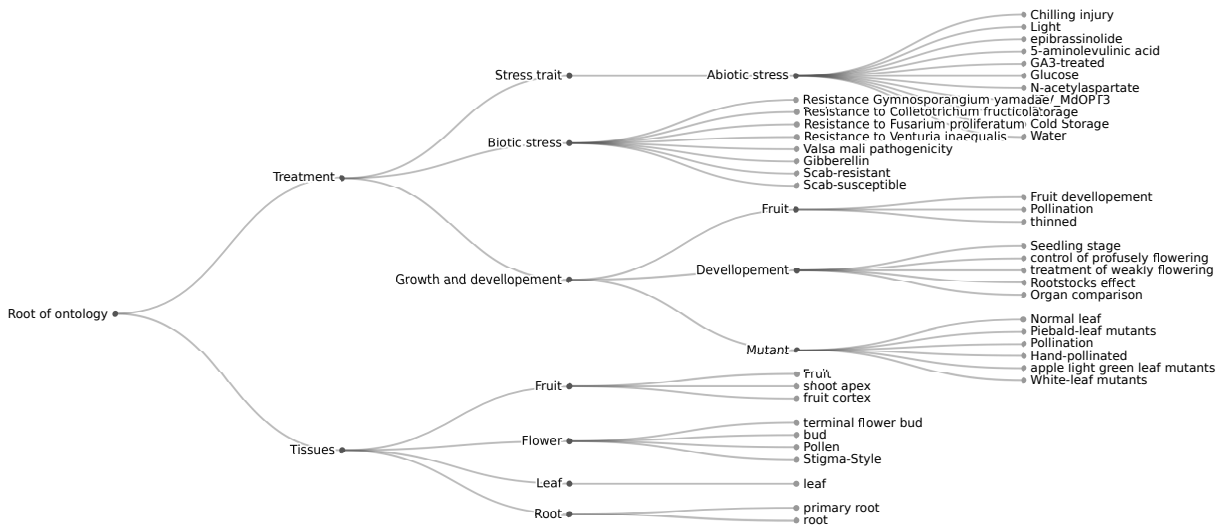 Chilling injury
Light
epibrassinolide
5-aminolevulinic acid
GA3-treated
Stress trait
Abiotic stress
Glucose
N-acetylaspartate
Resistance Gymnosporangium yamadae/_MdOPT3
Resistance to Colletotrichum fructicola
Resistance to Fusarium proliferatum
Cold Storage
Resistance to Venturia inaequalis
Water
Biotic stress
Valsa mali pathogenicity
Gibberellin
Scab-resistant
Treatment
Scab-susceptible
Fruit devellopement
Fruit
Pollination
thinned
Seedling stage
control of profusely flowering
Devellopement
treatment of weakly flowering
Growth and devellopement
Rootstocks effect
Organ comparison
Root of ontology
Normal leaf
Piebald-leaf mutants
Pollination
Mutant
Hand-pollinated
apple light green leaf mutants
Fruit
White-leaf mutants
Fruit
shoot apex
fruit cortex
terminal flower bud
bud
Flower
Pollen
Tissues
Stigma-Style
Leaf
leaf
primary root
Root
root